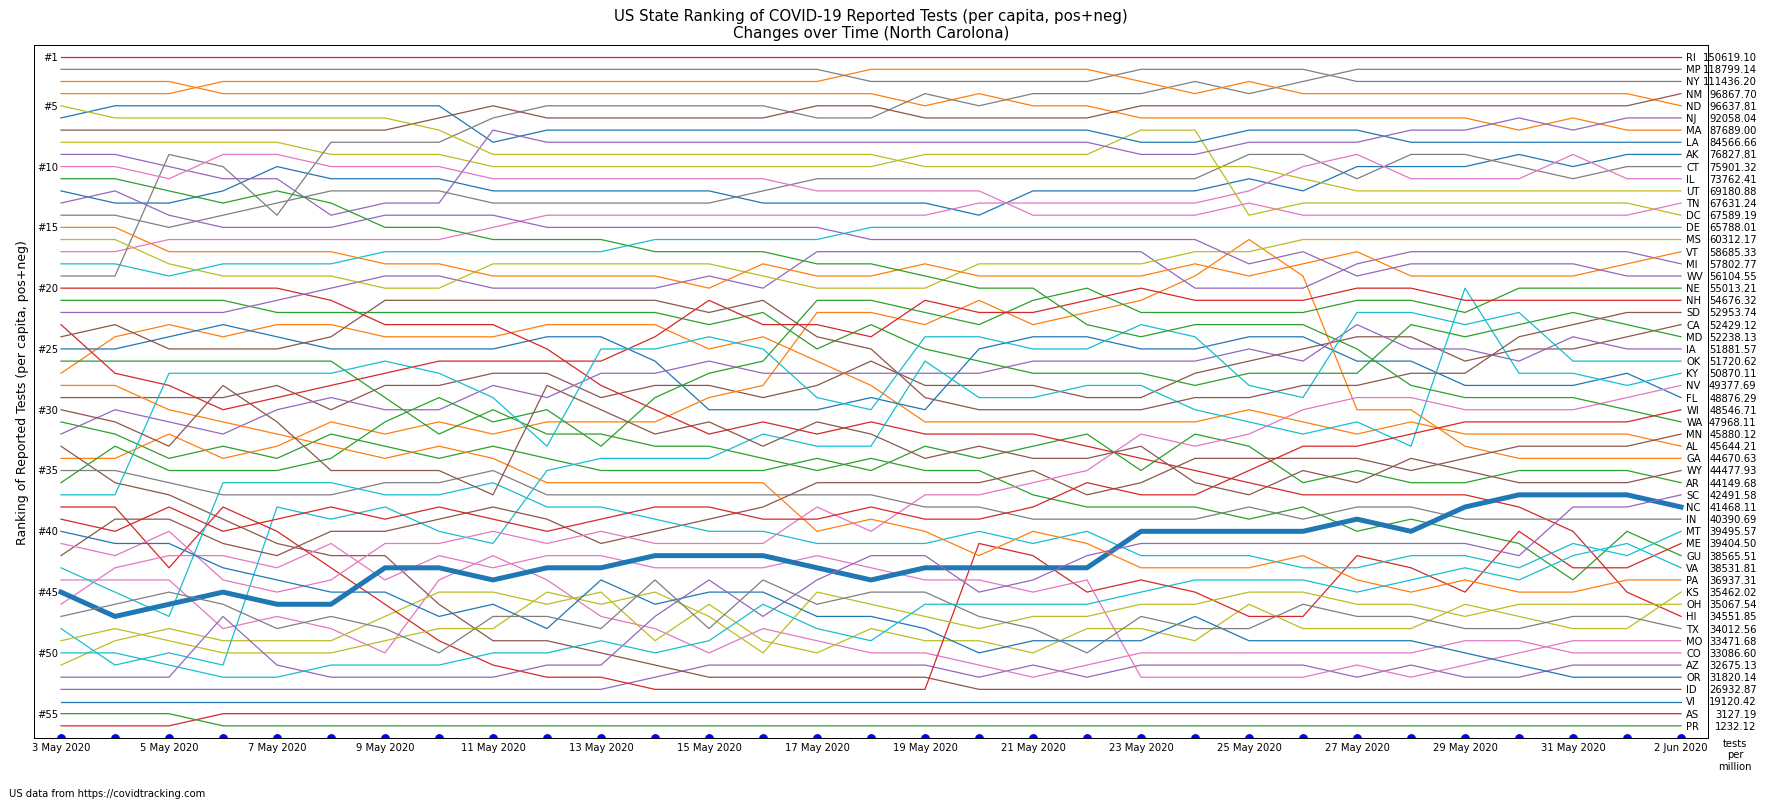 US State Ranking of COVID-19 Reported Tests (per capita, pos+neg)
Changes over Time (North Carolona)
Ranking of Reported Tests (per capita, pos+neg)
#1
#5
#10
#15
#20
#25
#30
#35
#40
#45
#50
#55
RI 150619.10
MP 118799.14
NY 111436.20
NM 96867.70
ND 96637.81
NJ 92058.04
MA 87689.00
LA 84566.66
AK 76827.81
CT 75901.32
IL 73762.41
UT 69180.88
TN 67631.24
DC 67589.19
DE 65788.01
MS 60312.17
VT 58685.33
MI 57802.77
WV 56104.55
NE 55013.21
NH 54676.32
SD 52953.74
CA 52429.12
MD 52238.13
IA 51881.57
OK 51720.62
KY 50870.11
NV 49377.69
FL 48876.29
WI 48546.71
WA 47968.11
MN 45880.12
AL 45644.21
GA 44670.63
WY 44477.93
AR 44149.68
SC 42491.58
NC 41468.11
IN 40390.69
MT 39495.57
ME 39404.50
GU 38565.51
VA 38531.81
PA 36937.31
KS 35462.02
OH 35067.54
HI 34551.85
TX 34012.56
MO 33471.68
CO 33086.60
AZ 32675.13
OR 31820.14
ID 26932.87
VI 19120.42
AS 3127.19
PR 1232.12
3 May 2020 5 May 2020 7 May 2020 9 May 2020 11 May 2020 13 May 2020 15 May 2020 17 May 2020 19 May 2020 21 May 2020 23 May 2020 25 May 2020 27 May 2020 29 May 2020 31 May 2020 2 Jun 2020
tests
per
million
US data from https://covidtracking.com